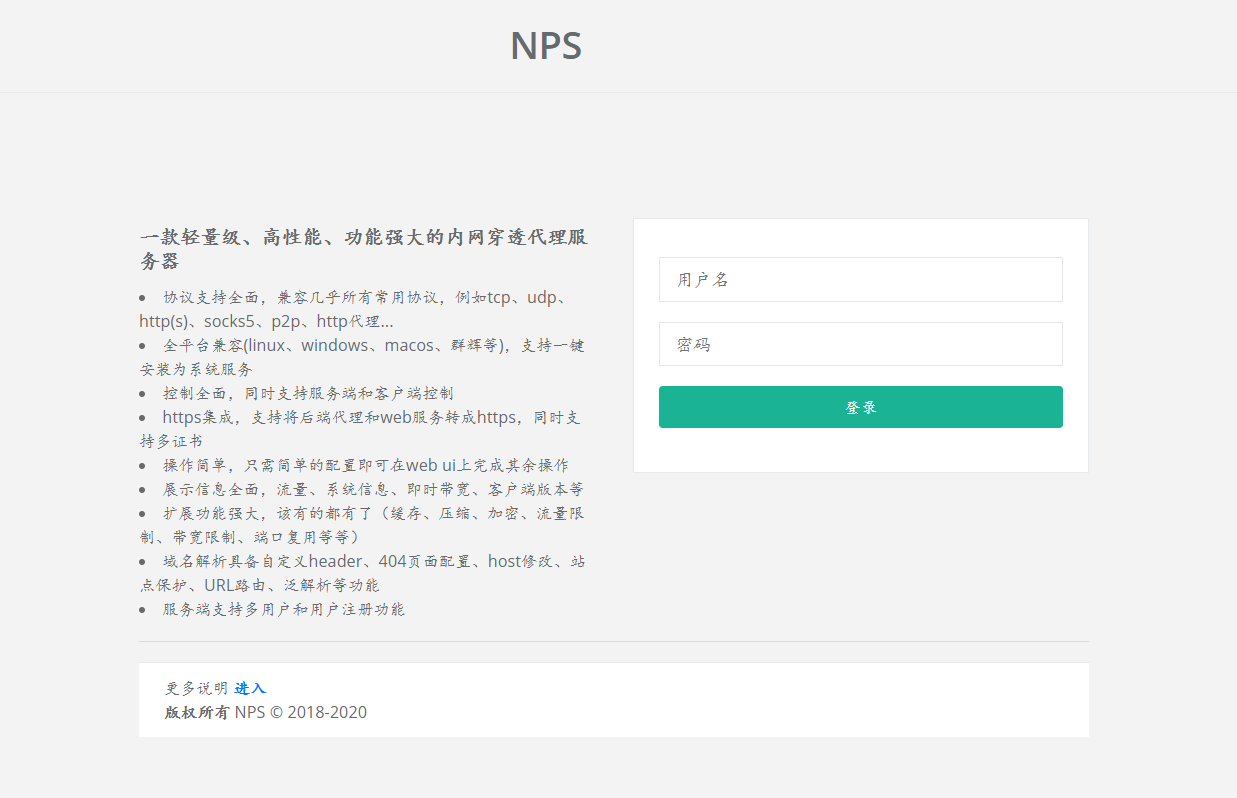 NPS
一款轻量级、高性能、功能强大的内网穿透代理服
务器
• 协议支持全面，兼容几乎所有常用协议，例如tcp、udp、
http(s)、socks5、p2p、http代理...
• 全平台兼容(linux、windows、macos、群辉等)，支持一键
安装为系统服务
• 控制全面，同时支持服务端和客户端控制
• https集成，支持将后端代理和web服务转成https，同时支
持多证书
• 操作简单，只需简单的配置即可在web ui上完成其余操作
• 展示信息全面，流量、系统信息、即时带宽、客户端版本等
• 扩展功能强大，该有的都有了（缓存、压缩、加密、流量限
制、带宽限制、端口复用等等）
• 域名解析具备自定义header、404页面配置、host修改、站
点保护、URL路由、泛解析等功能
• 服务端支持多用户和用户注册功能
用户名
密码
登录
更多说明 进入
版权所有 NPS © 2018-2020